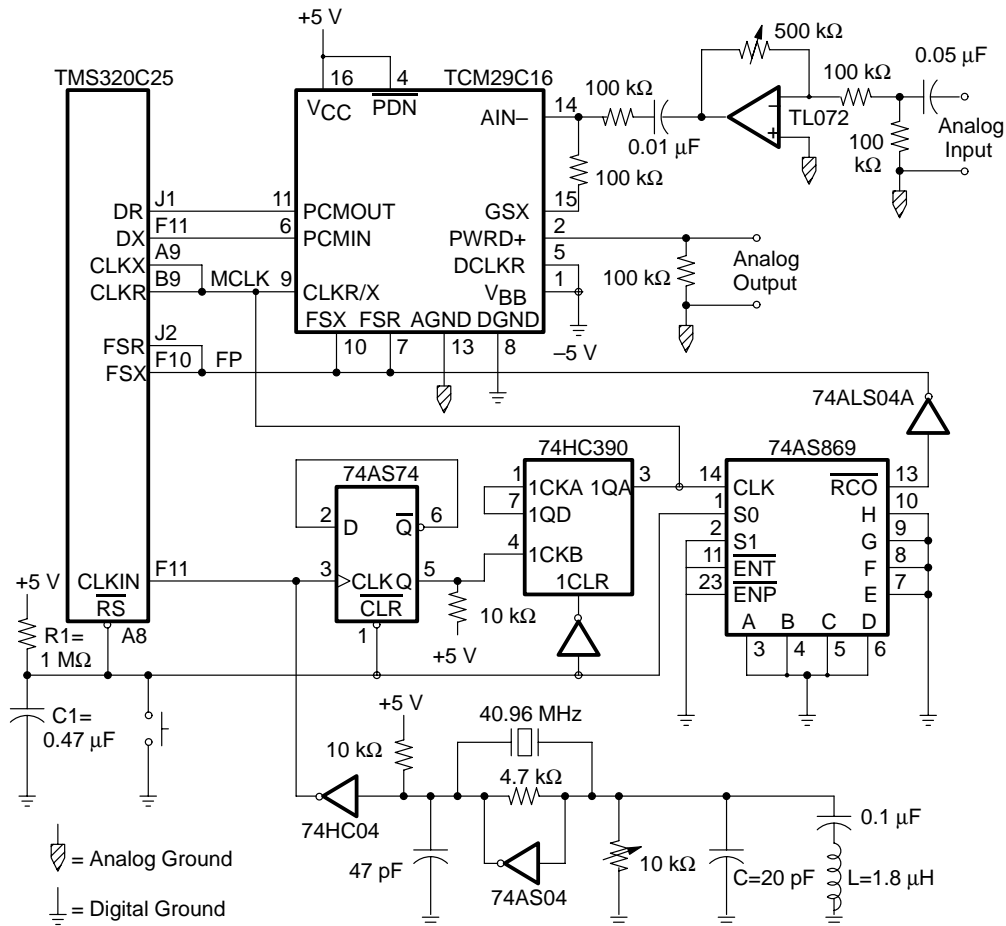 +5 V
500 kΩ
0.05 μF
TMS320C25
TCM29C16
16
4
VCC
PDN
14
AIN–
100 kΩ
0.01 μF
–
+
TL072
100 kΩ
100
kΩ
Analog
Input
100 kΩ
DR
J1
11
PCMOUT
GSX
15
DX
F11
6
PCMIN
PWRD+
2
CLKX
A9
DCLKR
5
CLKR
B9
MCLK
9
CLKR/X
VBB
1
100 kΩ
Analog
Output
FSX
FSR
AGND
DGND
10
7
13
8
–5 V
FSR
J2
FSX
F10
FP
74ALS04A
74AS74
74HC390
74AS869
2
D
Q
6
3
CLK
Q
5
CLR
1
1
1CKA
1QA
3
7
1QD
4
1CKB
1CLR
10 kΩ
+5 V
14
CLK
RCO
13
1
S0
H
10
2
S1
G
9
11
ENT
F
8
23
ENP
E
7
A
B
C
D
3
4
5
6
CLKIN
F11
RS
A8
+5 V
R1=
1 MΩ
C1=
0.47 μF
+5 V
10 kΩ
40.96 MHz
4.7 kΩ
74HC04
47 pF
74AS04
10 kΩ
C=20 pF
0.1 μF
L=1.8 μH
= Analog Ground
= Digital Ground